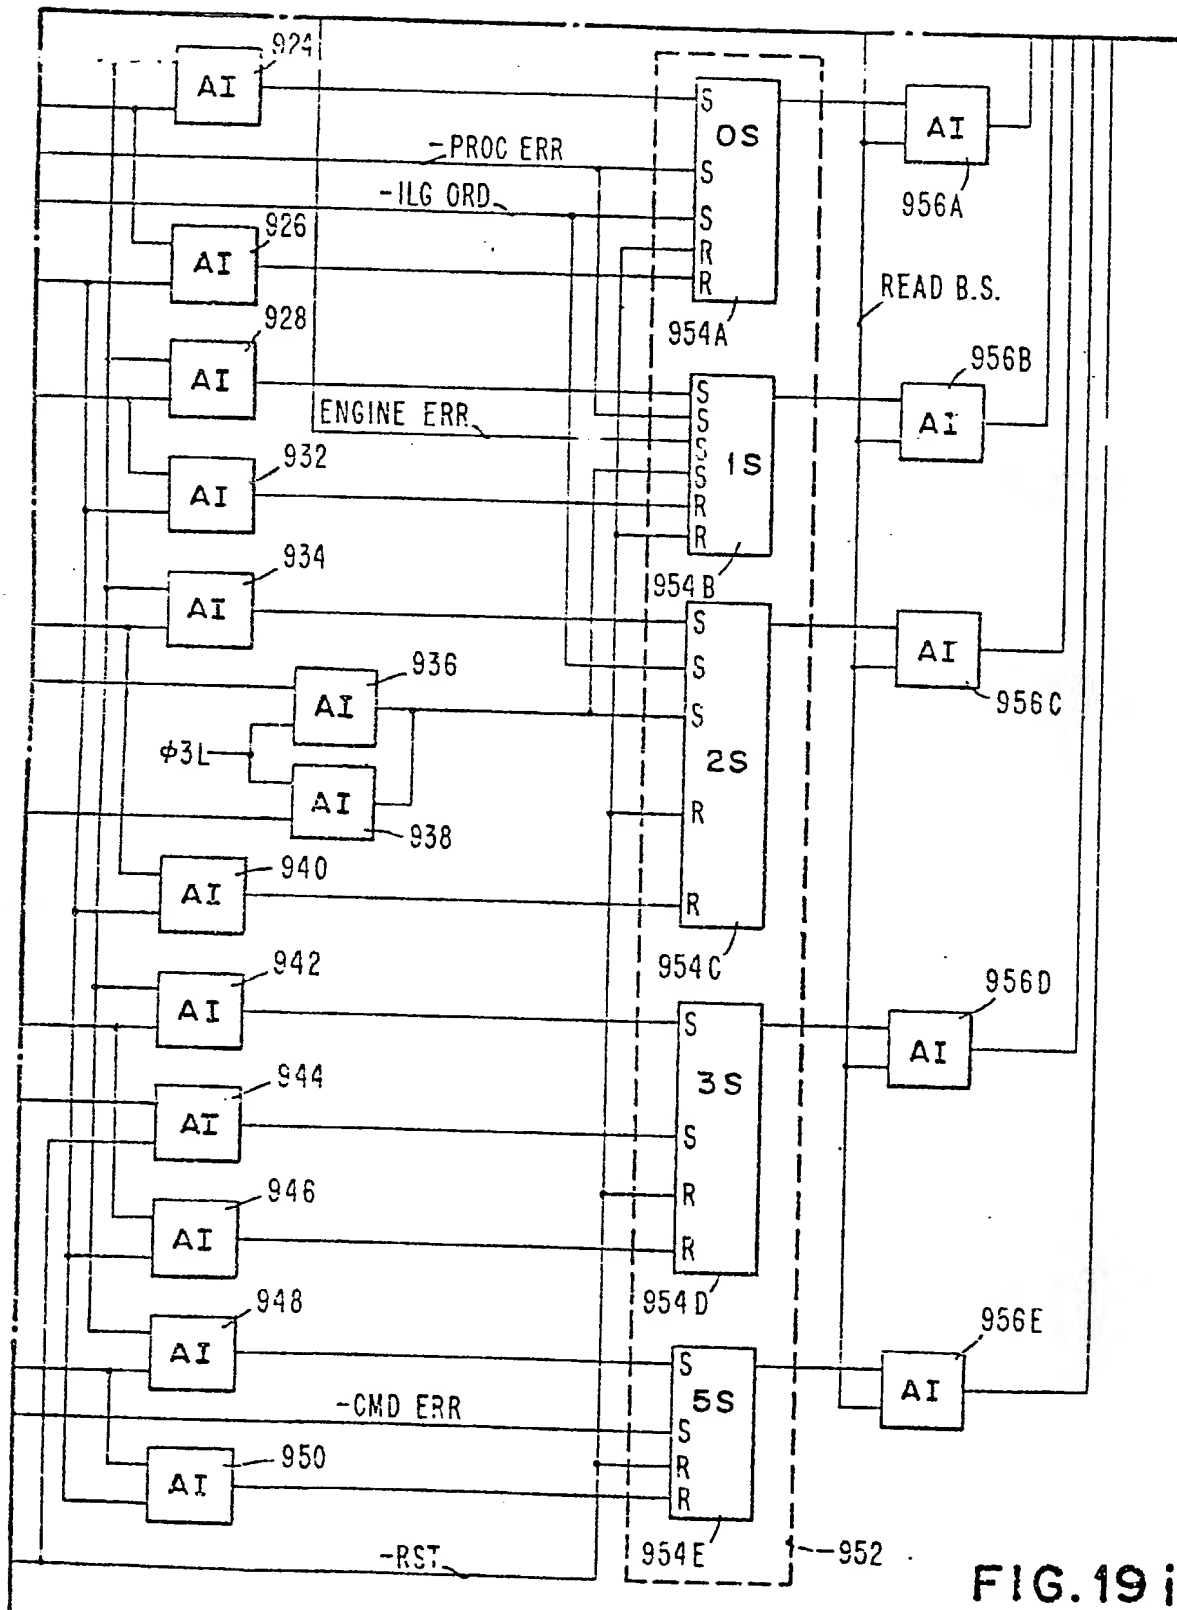 924
AI
S
OS
AI
-PROC ERR
S
-ILG ORD
S
956A
926
R
AI
R
READ B.S.
928
954A
956B
AI
S
ENGINE ERR
S
AI
S
1S
932
S
AI
R
R
934
954B
AI
S
AI
936
S
AI
956C
S
φ3L
2S
AI
R
938
940
AI
R
942
954C
956D
AI
S
AI
944
3S
AI
S
946
R
AI
R
948
954D
956E
AI
S
AI
5S
-CMD ERR
S
950
R
AI
R
-RST
954E
952
FIG.19i